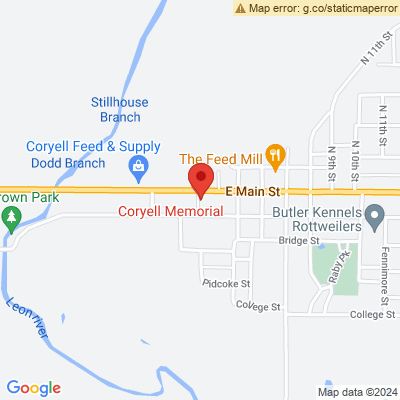 Map error: g.co/staticmaperror
N 11th St
Stillhouse
Branch
N 11th
N 10th St
Coryell Feed & Supply
Dodd Branch
The Feed Mill
N 9th St
E Main St
rown Park
Coryell Memorial
Butler Kennels
Rottweilers
Bridge St
Raby Pk
Fennimore St
Leon river
Pidcoke St
College St
College St
Google
Map data ©2024